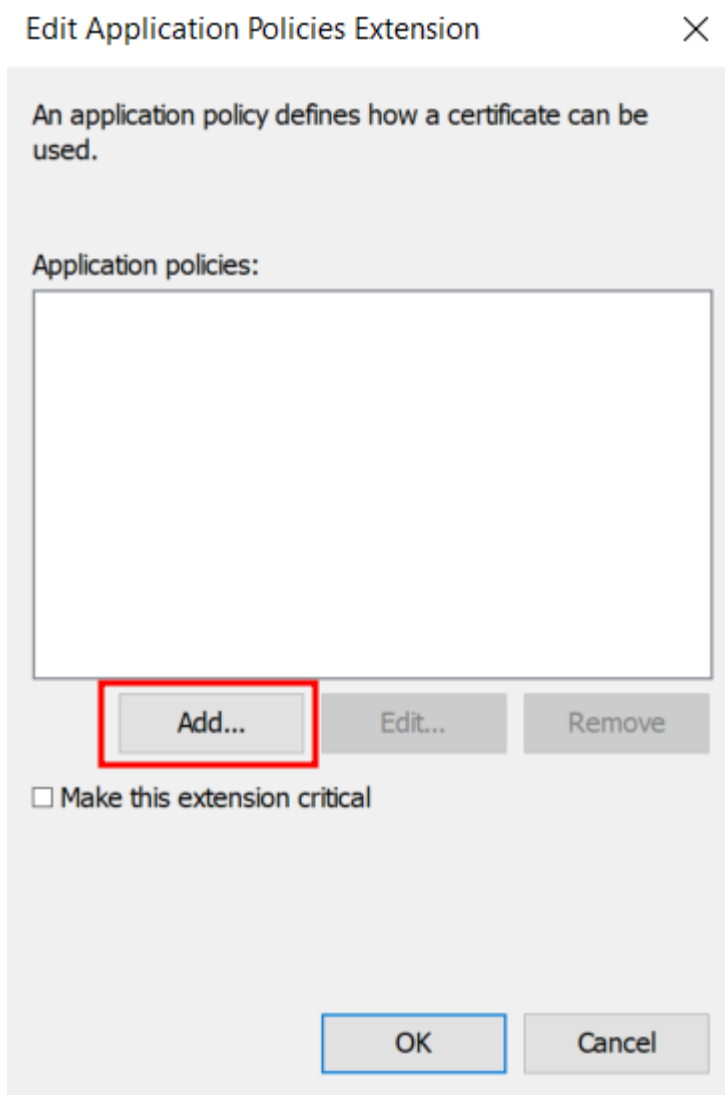 Edit Application Policies Extension
An application policy defines how a certificate can be
used.
Application policies:
Add...
Edit...
Remove
Make this extension critical
OK
Cancel